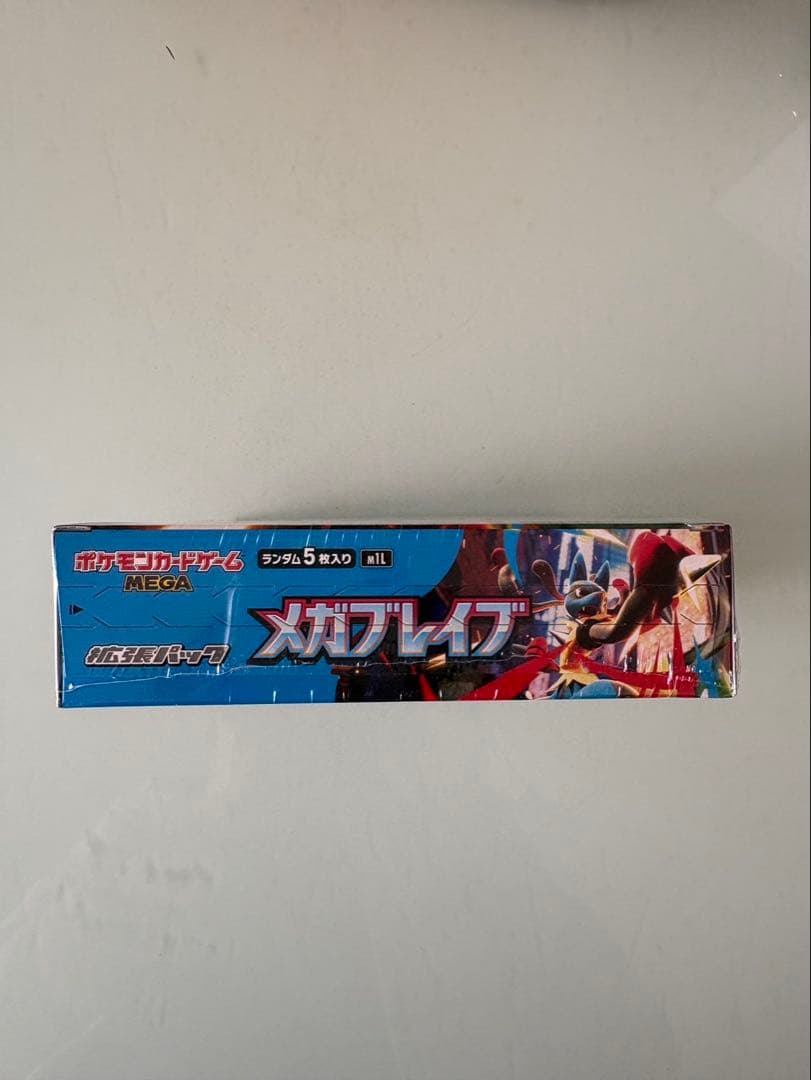 ポケモンカードゲーム
MEGA
ランダム5枚入り
M1L
拡張パック
メガブレイブ